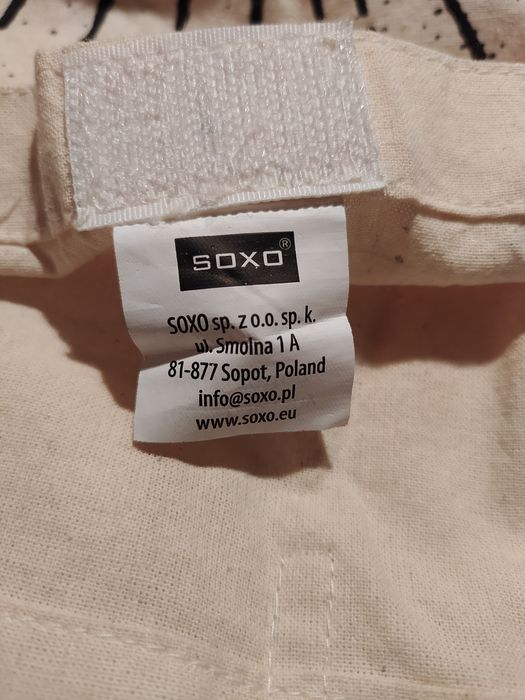 SOXO®
SOXO sp. z o.o. sp. k.
ul. Smolna 1 A
81-877 Sopot, Poland
info@soxo.pl
www.soxo.eu